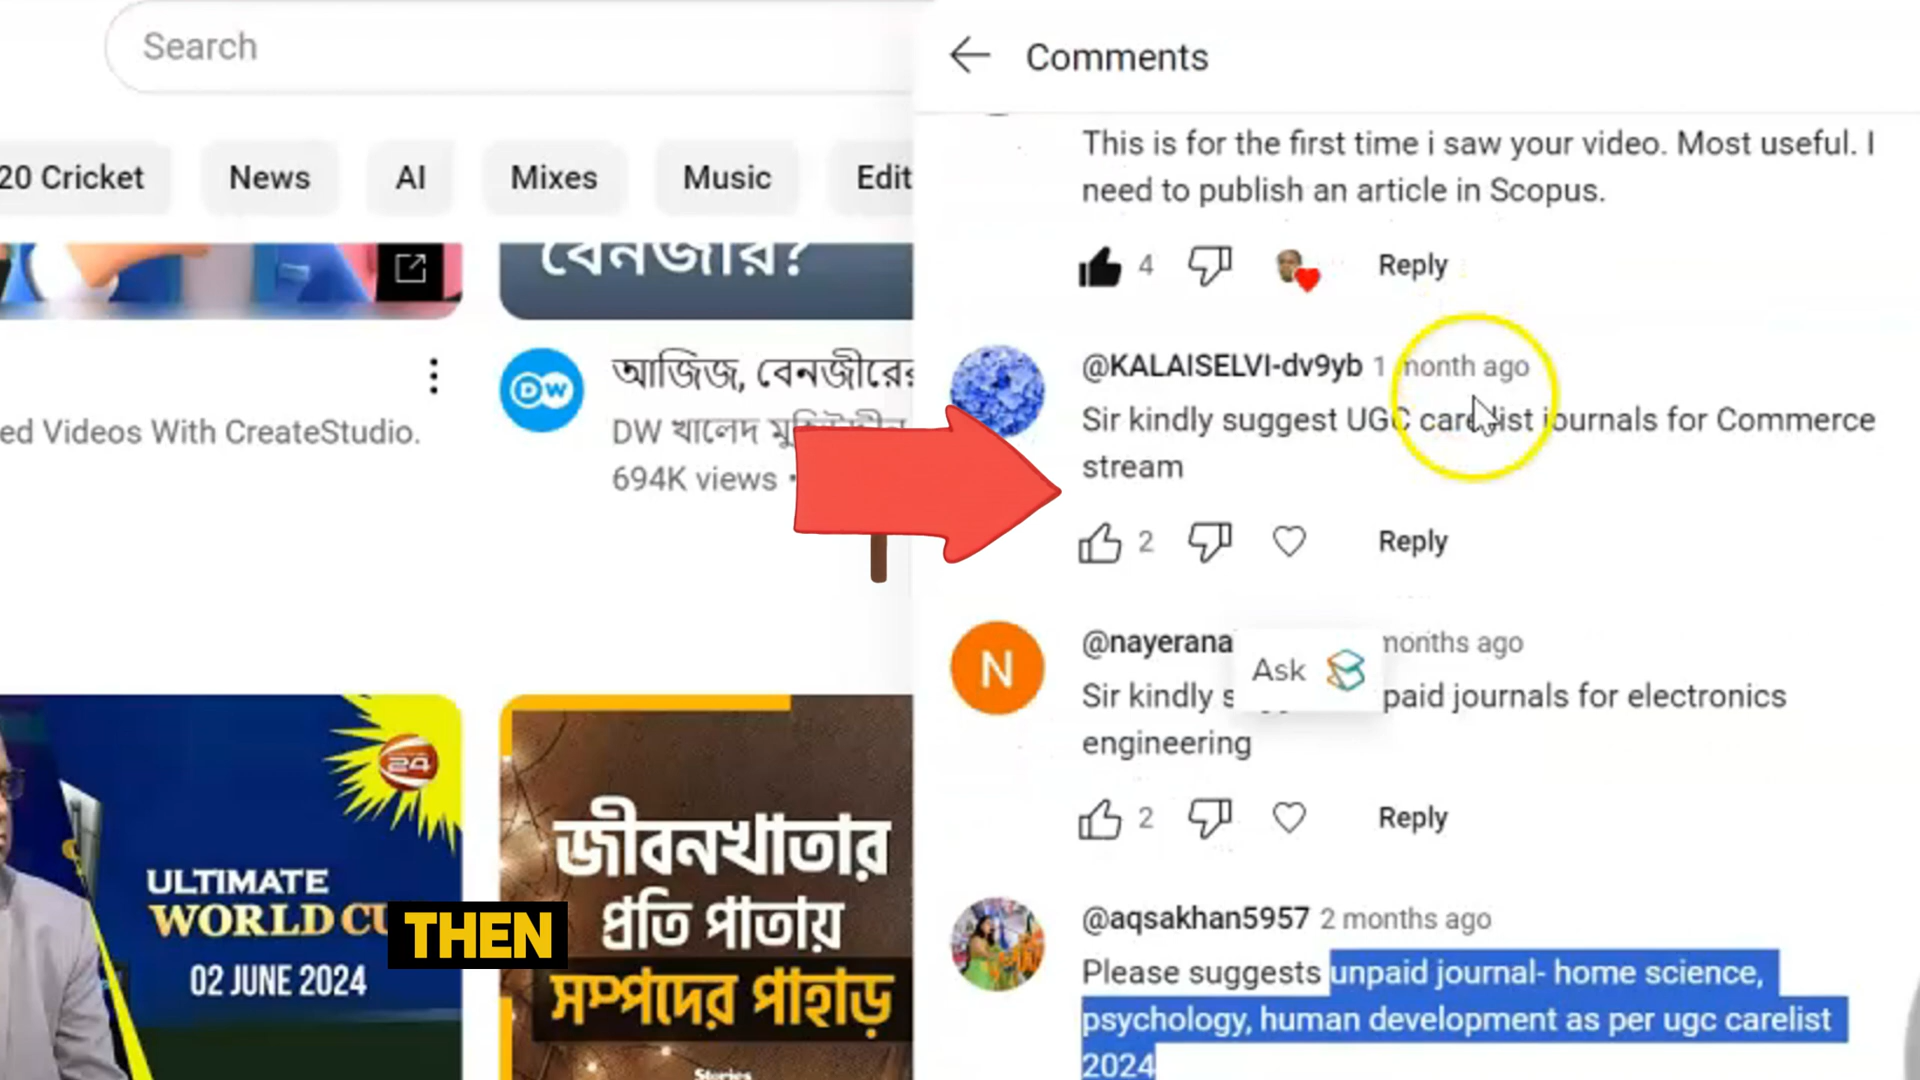 Search
20 Cricket
News
AI
Mixes
Music
Edit
বেনজীর?
আজিজ, বেনজীরের
DW খালেদ
694K views •
ed Videos With CreateStudio.
24
ULTIMATE
WORLD CU
02 JUNE 2024
THEN
জীবনখাতার
প্রতি পাতায়
সম্পদের পাহাড়
Stories
Comments
This is for the first time i saw your video. Most useful. I
need to publish an article in Scopus.
4
Reply
@KALAISELVI-dv9yb 1 month ago
Sir kindly suggest UGC care list journals for Commerce
stream
2
Reply
N
@nayerana
months ago
Ask
Sir kindly s
paid journals for electronics
engineering
2
Reply
@aqsakhan5957 2 months ago
Please suggests unpaid journal- home science,
psychology, human development as per ugc carelist
2024